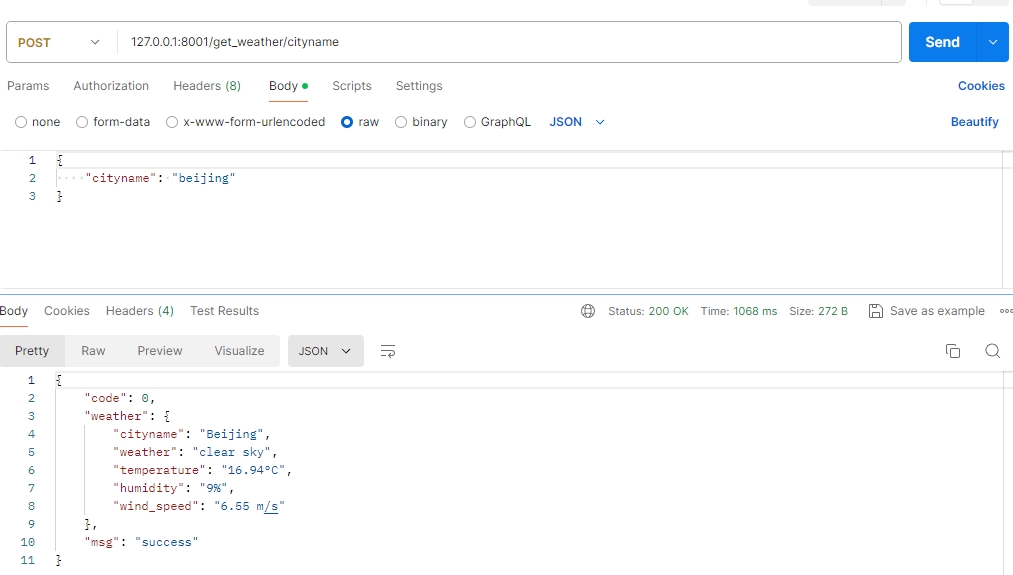 POST 127.0.0.1:8001/get_weather/cityname Send
Params Authorization Headers (8) Body Scripts Settings Cookies
none form-data x-www-form-urlencoded raw binary GraphQL JSON Beautify
1 {
2 "cityname": "beijing"
3 }
Body Cookies Headers (4) Test Results Status: 200 OK Time: 1068 ms Size: 272 B Save as example
Pretty Raw Preview Visualize JSON
1 {
2 "code": 0,
3 "weather": {
4 "cityname": "Beijing",
5 "weather": "clear sky",
6 "temperature": "16.94°C",
7 "humidity": "9%",
8 "wind_speed": "6.55 m/s"
9 },
10 "msg": "success"
11 }